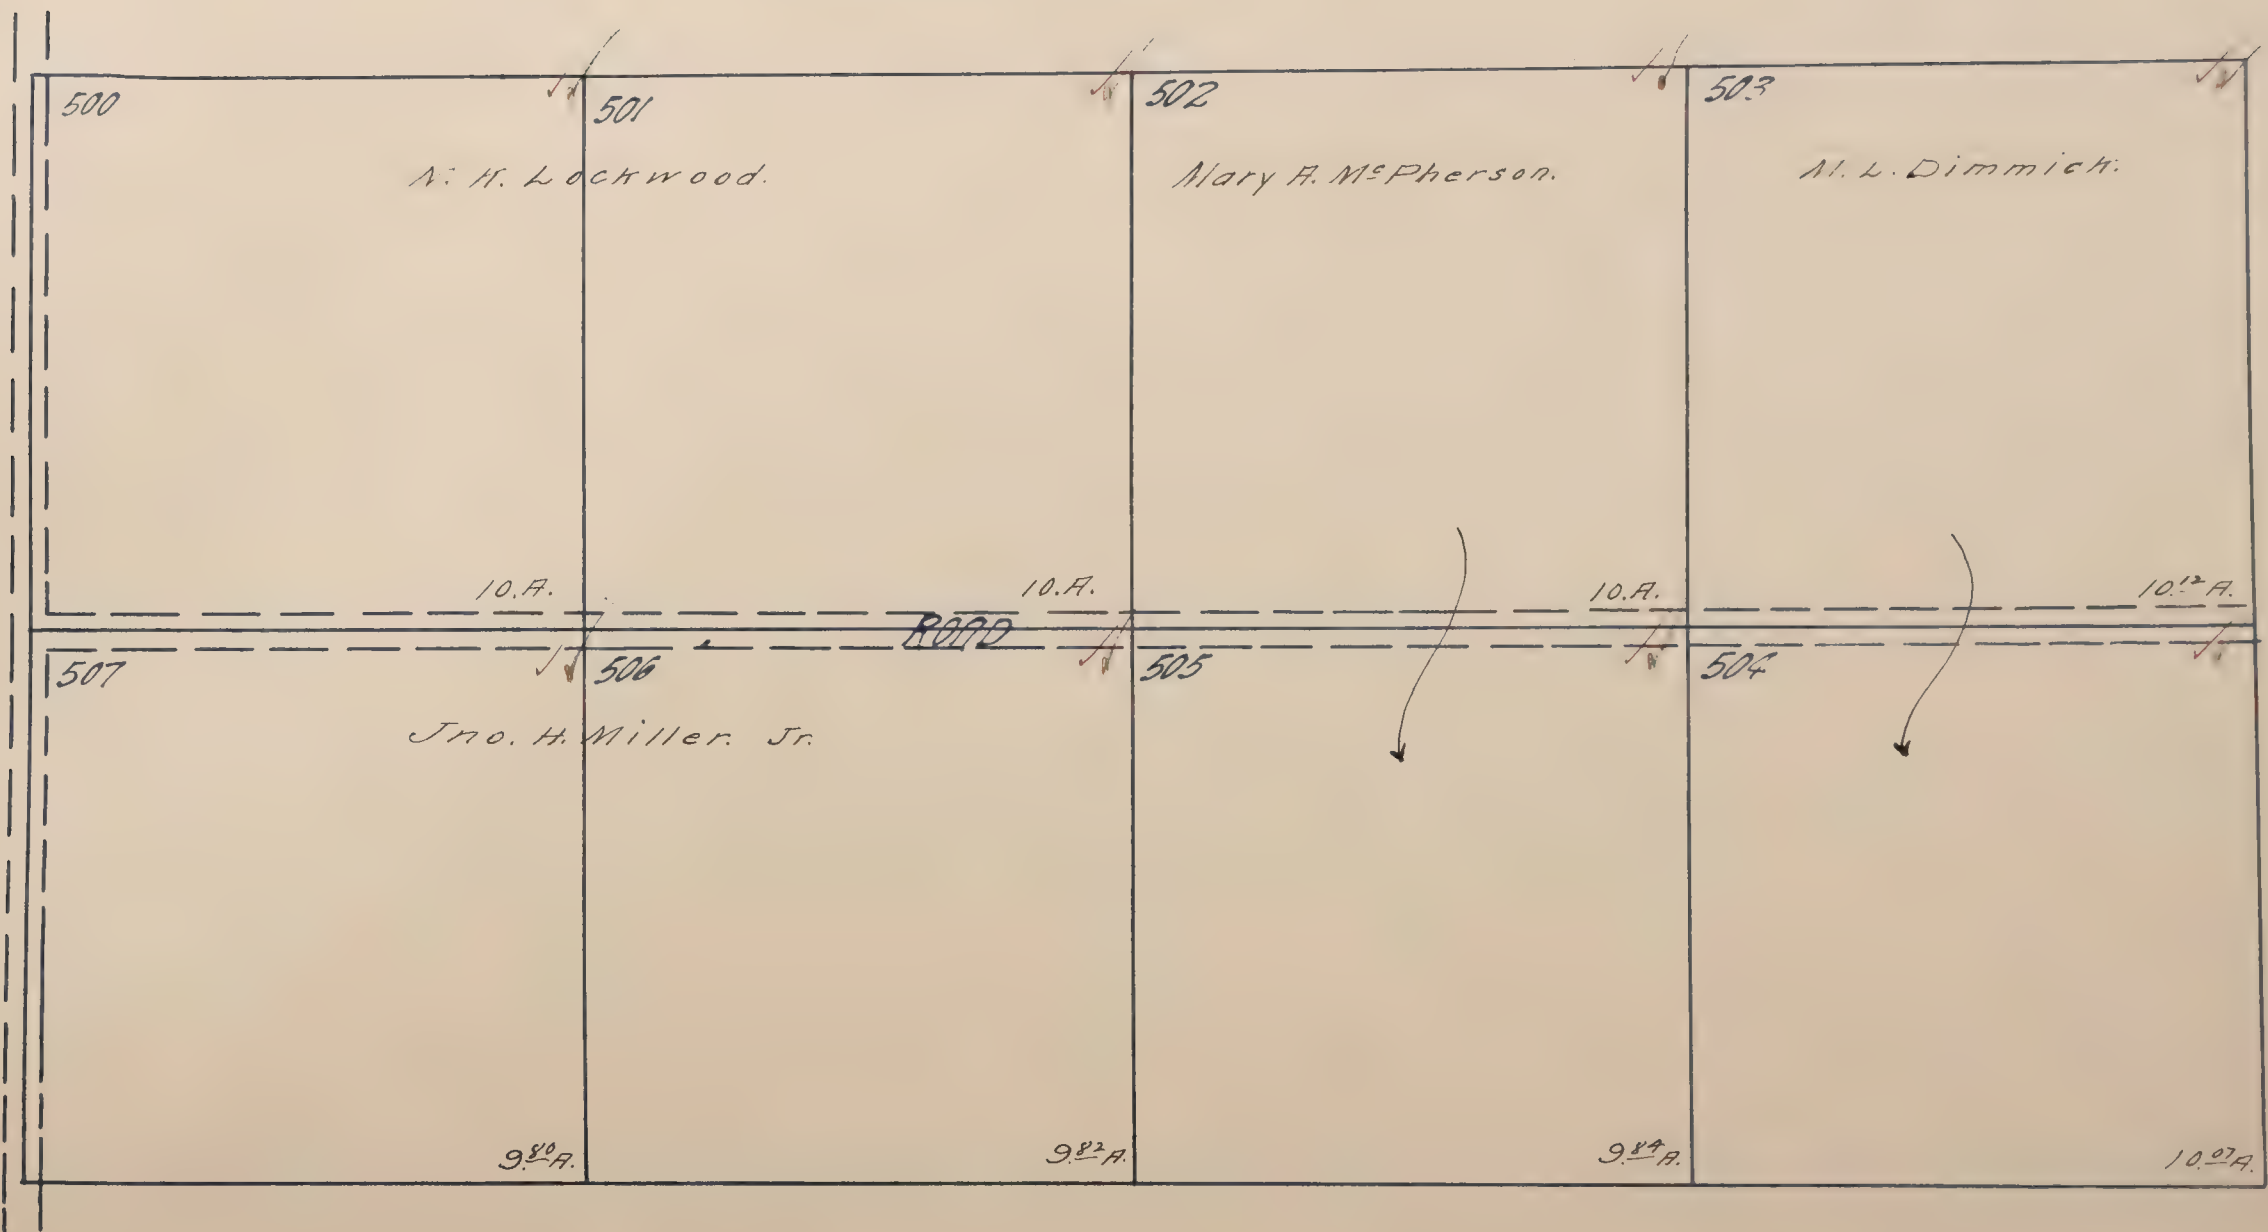 500
501
502
503
N. H. Lockwood.
Mary A. McPherson.
M. L. Dimmick.
10.A.
10.A.
10.A.
10.12 A.
ROAD
507
506
505
504
Jno. H. Miller. Jr.
9.80 A.
9.82 A.
9.84 A.
10.07 A.